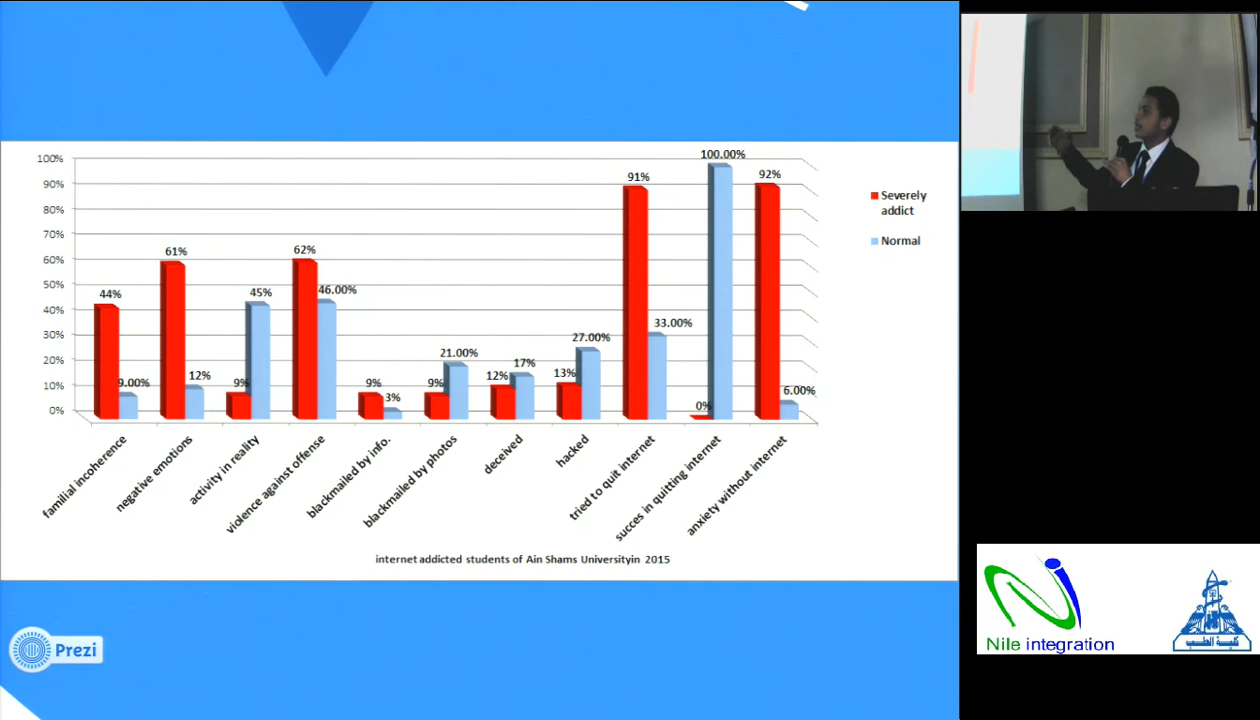 100%
90%
80%
70%
60%
50%
40%
30%
20%
10%
0%
44%
9.00%
61%
12%
9%
45%
62%
46.00%
9%
3%
9%
21.00%
12%
17%
13%
27.00%
91%
33.00%
0%
100.00%
92%
6.00%
familial incoherence
negative emotions
activity in reality
violence against offense
blackmailed by info.
blackmailed by photos
deceived
hacked
tried to quit internet
succes in quitting internet
anxiety without internet
internet addicted students of Ain Shams Universityin 2015
Severely
addict
Normal
Prezi
Nile integration
كلية الطب